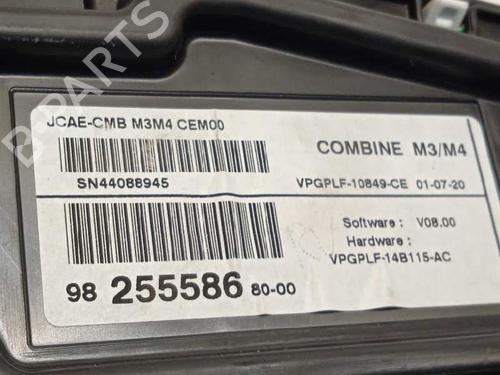 JCAE-CMB M3M4 CEM00
COMBINE M3/M4
SN44088945
VPGPLF-10849-CE 01-07-20
Software : V08.00
Hardware :
VPGPLF-14B115-AC
98 255586 80-00
B-PARTS